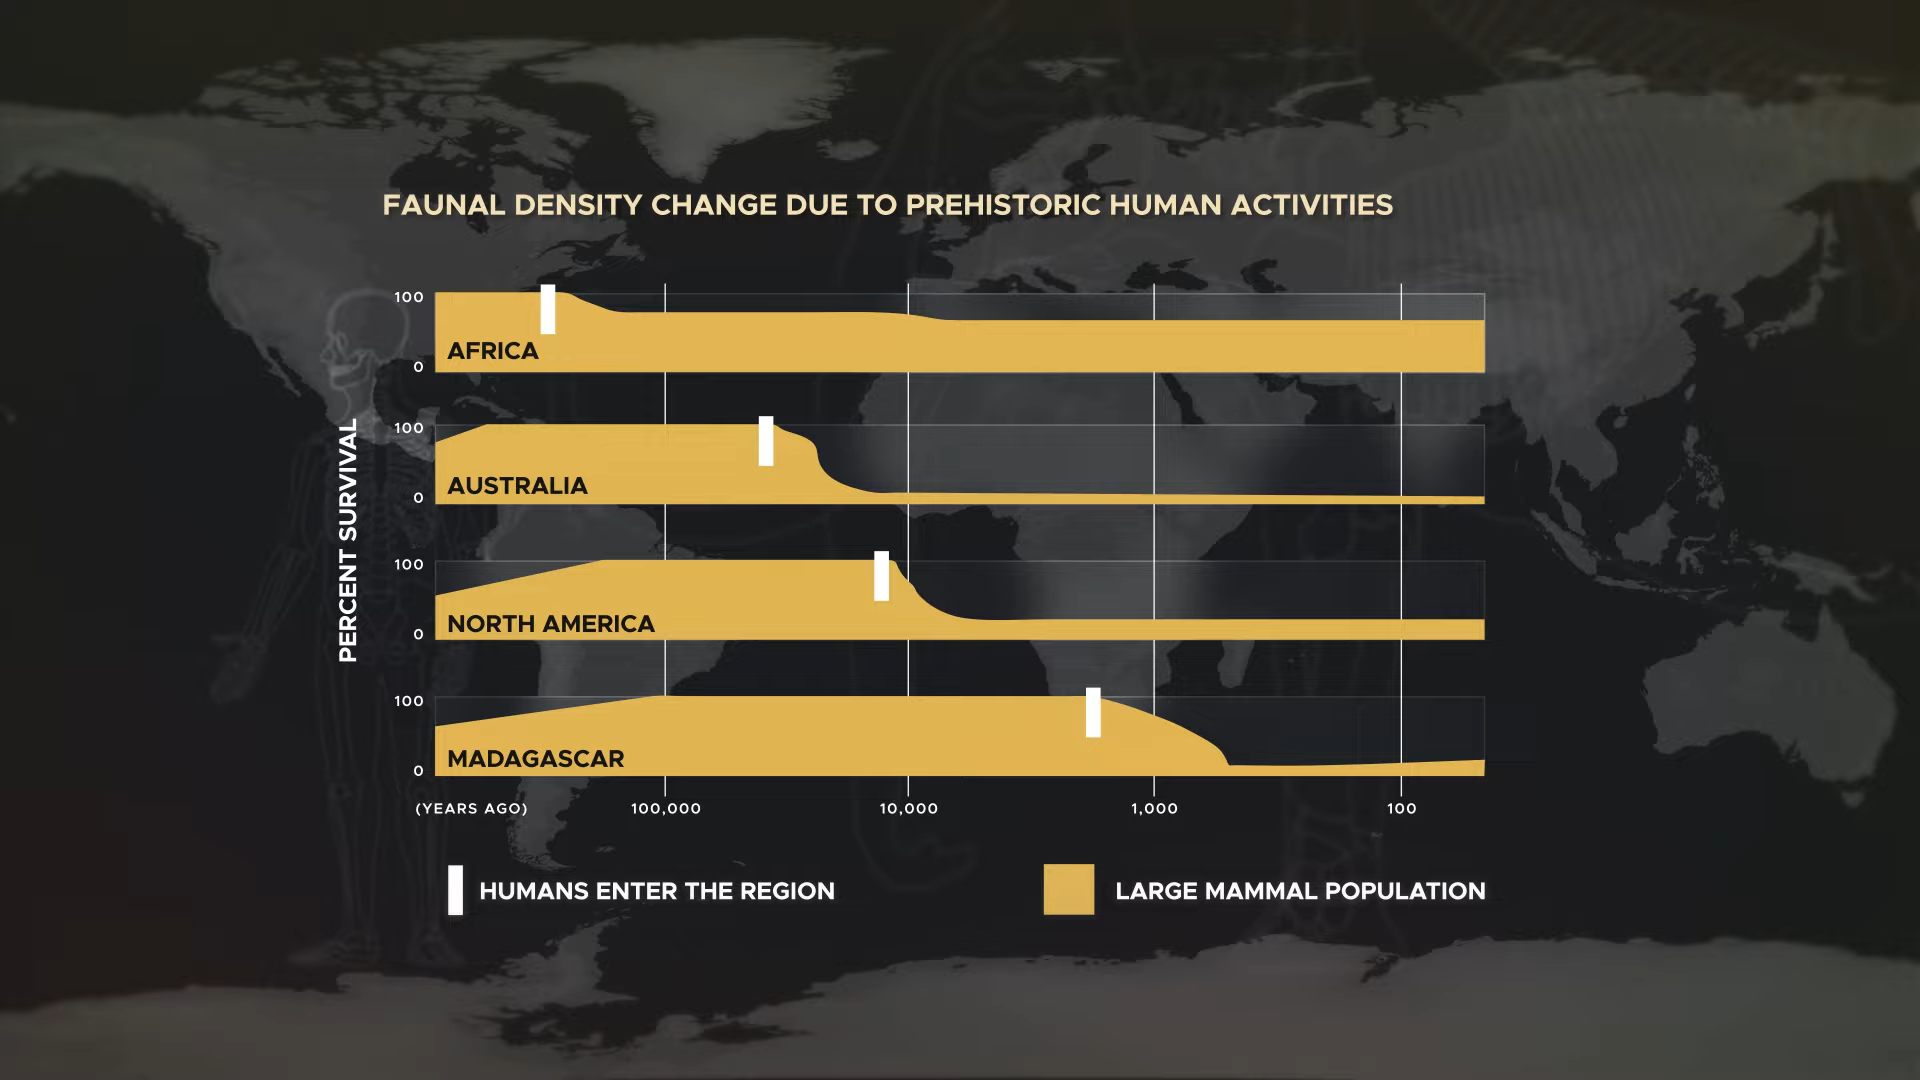 FAUNAL DENSITY CHANGE DUE TO PREHISTORIC HUMAN ACTIVITIES
PERCENT SURVIVAL
100
AFRICA
0
100
AUSTRALIA
0
100
NORTH AMERICA
0
100
MADAGASCAR
0
(YEARS AGO) 100,000 10,000 1,000 100
HUMANS ENTER THE REGION LARGE MAMMAL POPULATION